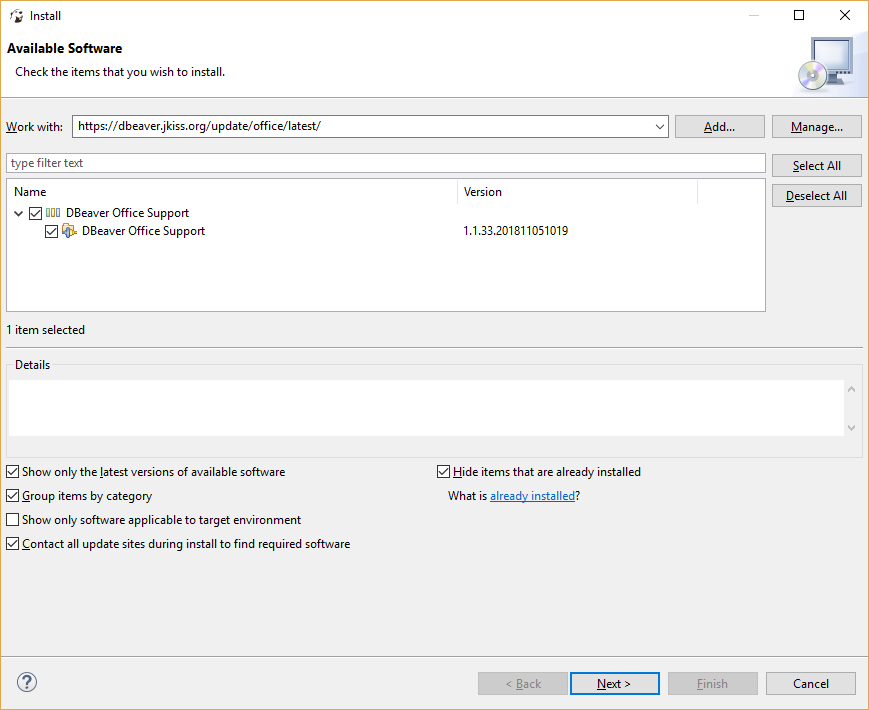 Install
Available Software
Check the items that you wish to install.
Work with: https://dbeaver.jkiss.org/update/office/latest/ Add... Manage...
type filter text Select All
Deselect All
Name Version
DBeaver Office Support
DBeaver Office Support 1.1.33.201811051019
1 item selected
Details
Show only the latest versions of available software Hide items that are already installed
Group items by category What is already installed?
Show only software applicable to target environment
Contact all update sites during install to find required software
? < Back Next > Finish Cancel